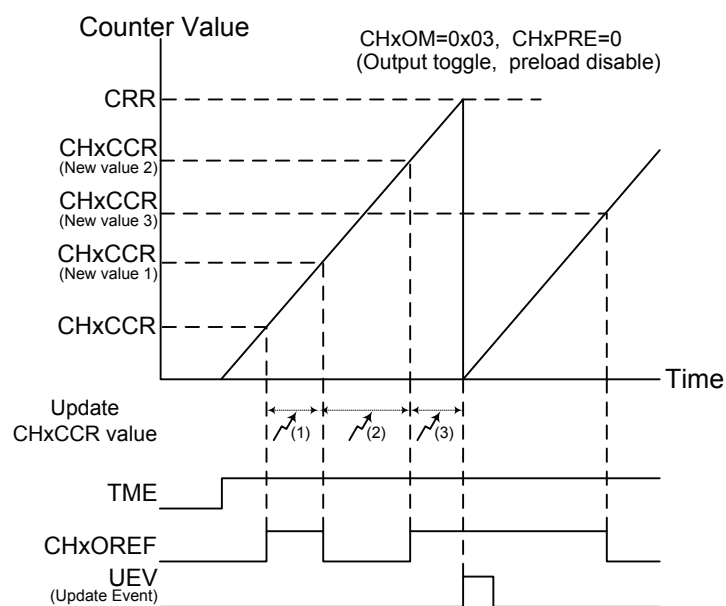 Counter Value
CHxOM=0x03, CHxPRE=0
(Output toggle, preload disable)
CRR
CHxCCR
(New value 2)
CHxCCR
(New value 3)
CHxCCR
(New value 1)
CHxCCR
Time
Update
CHxCCR value
(1)
(2)
(3)
TME
CHxOREF
UEV
(Update Event)